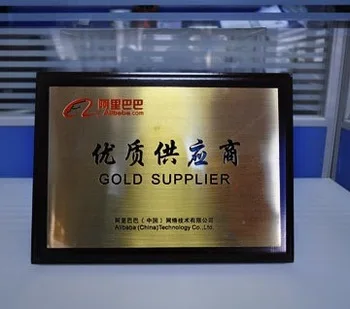 阿里巴巴
Alibaba.com
优质供应商
GOLD SUPPLIER
阿里巴巴（中国）网络技术有限公司
Alibaba (China)Technology Co.,Ltd.